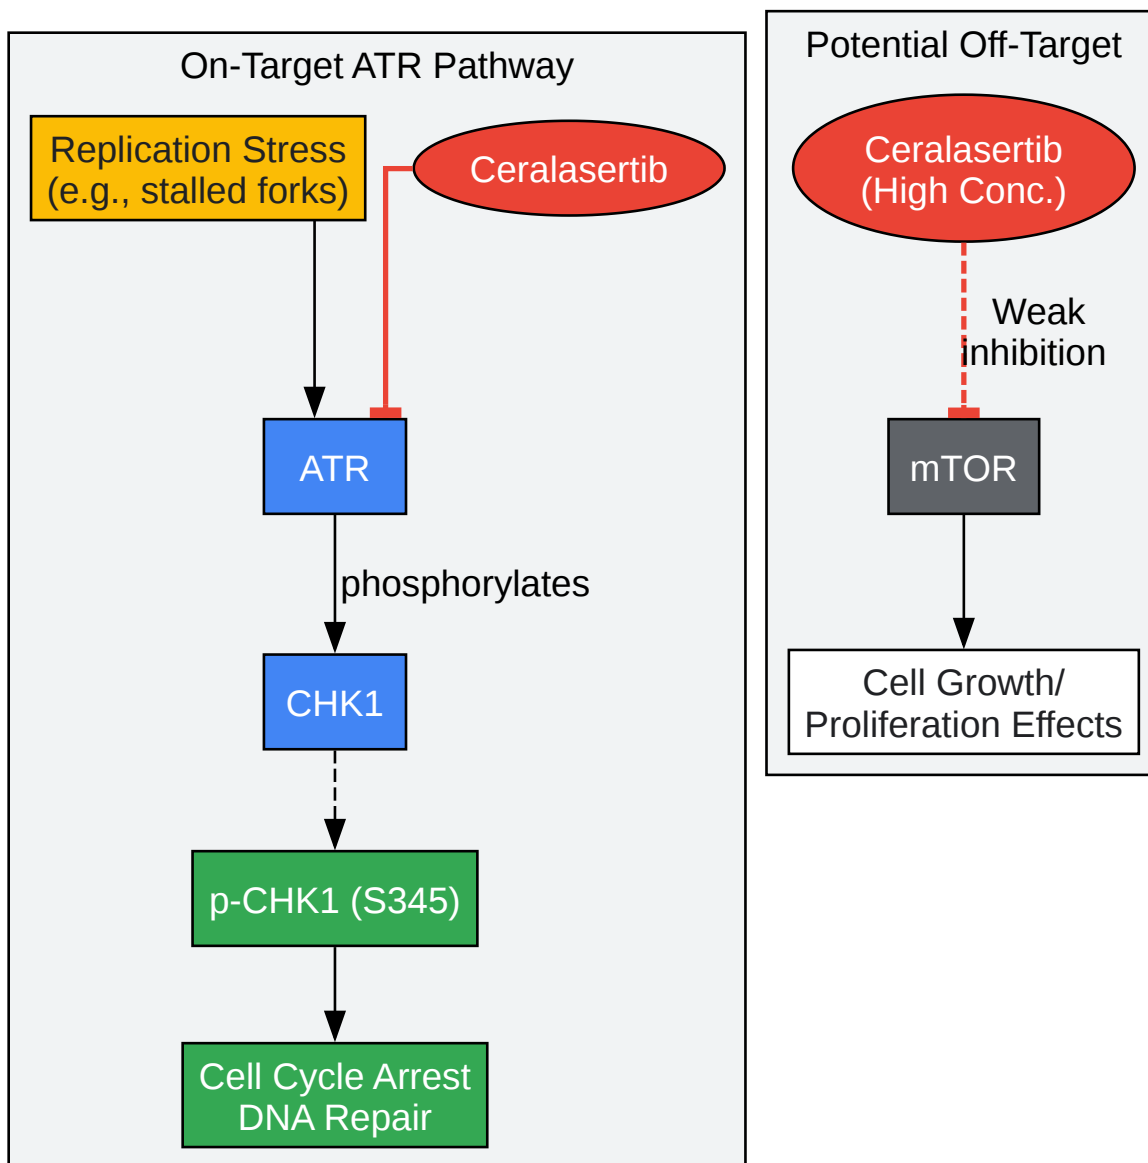 On-Target ATR Pathway
Replication Stress
(e.g., stalled forks)
Ceralasertib
ATR
phosphorylates
CHK1
p-CHK1 (S345)
Cell Cycle Arrest
DNA Repair
Potential Off-Target
Ceralasertib
(High Conc.)
Weak
inhibition
mTOR
Cell Growth/
Proliferation Effects